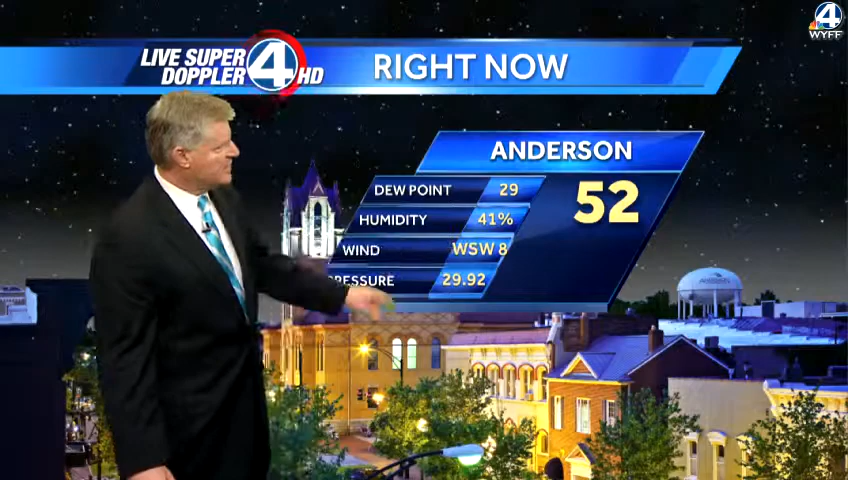 4
WYFF
LIVE SUPER
DOPPLER 4 HD
RIGHT NOW
ANDERSON
52
DEW POINT 29
HUMIDITY 41%
WIND WSW 8
PRESSURE 29.92